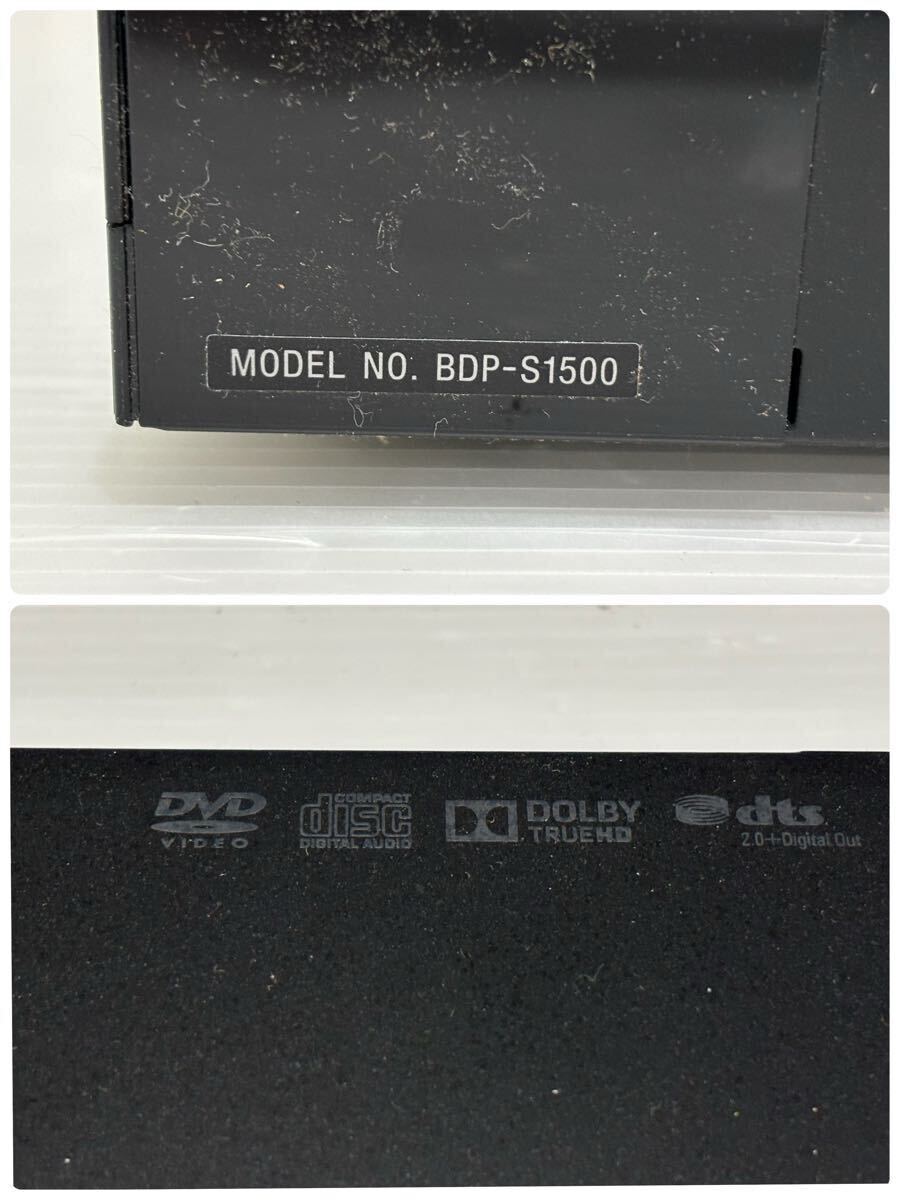 MODEL NO. BDP-S1500
DVD
VIDEO
COMPACT
disc
DIGITAL AUDIO
DOLBY
TRUEHD
dts
2.0+Digital Out